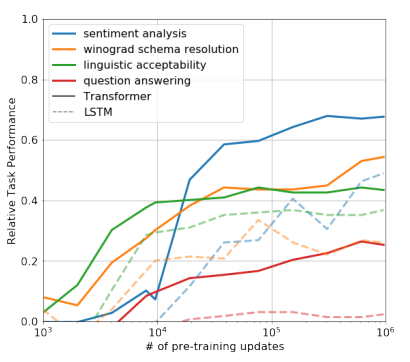 1.0
0.8
0.6
0.4
0.2
0.0
Relative Task Performance
sentiment analysis
winograd schema resolution
linguistic acceptability
question answering
Transformer
LSTM
10³ 10⁴ 10⁵ 10⁶
# of pre-training updates